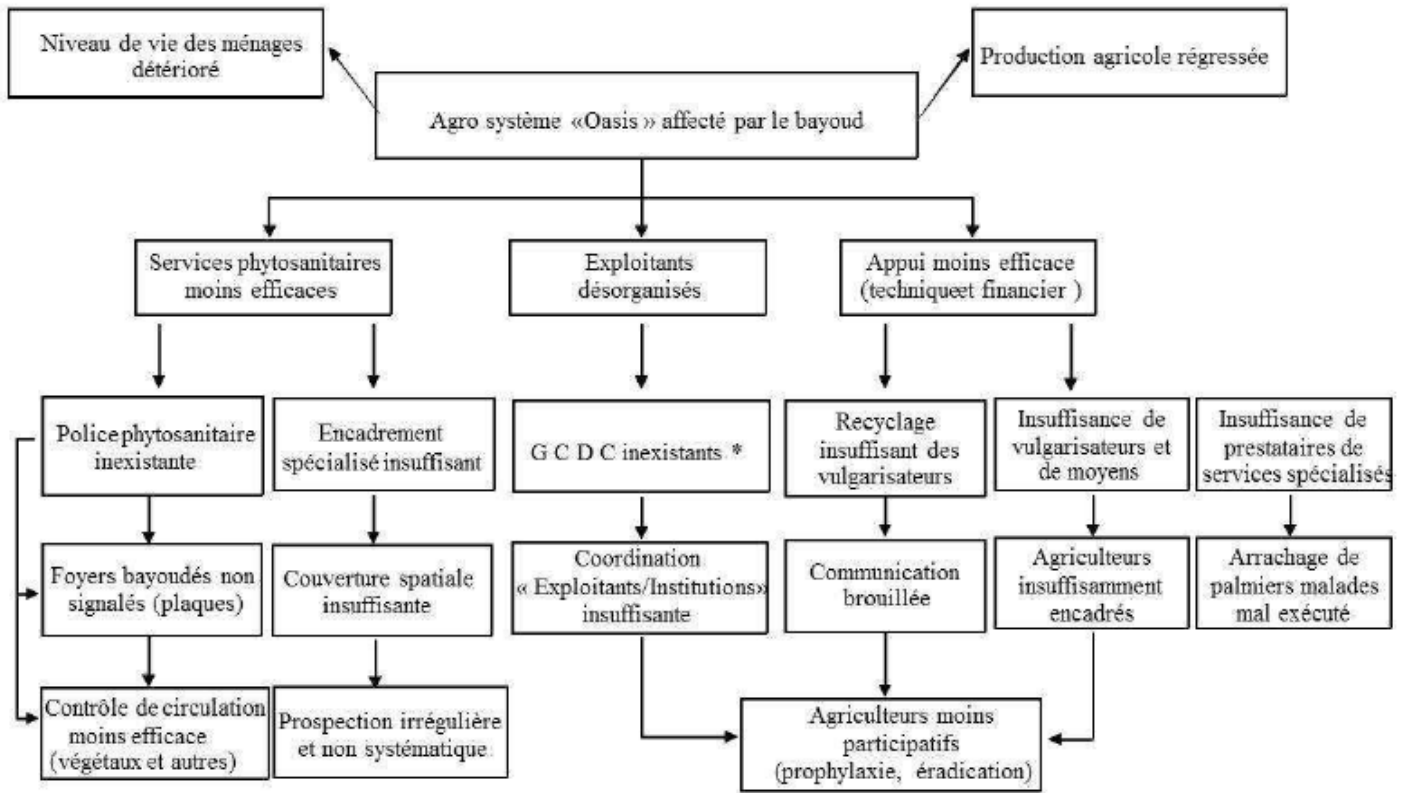 Niveau de vie des ménages
détérioré
Production agricole régressée
Agro système «Oasis » affecté par le bayoud
Services phytosanitaires
moins efficaces
Exploitants
désorganisés
Appui moins efficace
(techniqueet financier )
Police phytosanitaire
inexistante
Encadrement
spécialisé insuffisant
G C D C inexistants *
Recyclage
insuffisant des
vulgarisateurs
Insuffisance de
vulgarisateurs et
de moyens
Insuffisance de
prestataires de
services spécialisés
Foyers bayoudés non
signalés (plaques)
Couverture spatiale
insuffisante
Coordination
« Exploitants/Institutions»
insuffisante
Communication
brouillée
Agriculteurs
insuffisamment
encadrés
Arrachage de
palmiers malades
mal exécuté
Contrôle de circulation
moins efficace
(végétaux et autres)
Prospection irrégulière
et non systématique
Agriculteurs moins
participatifs
(prophylaxie, éradication)